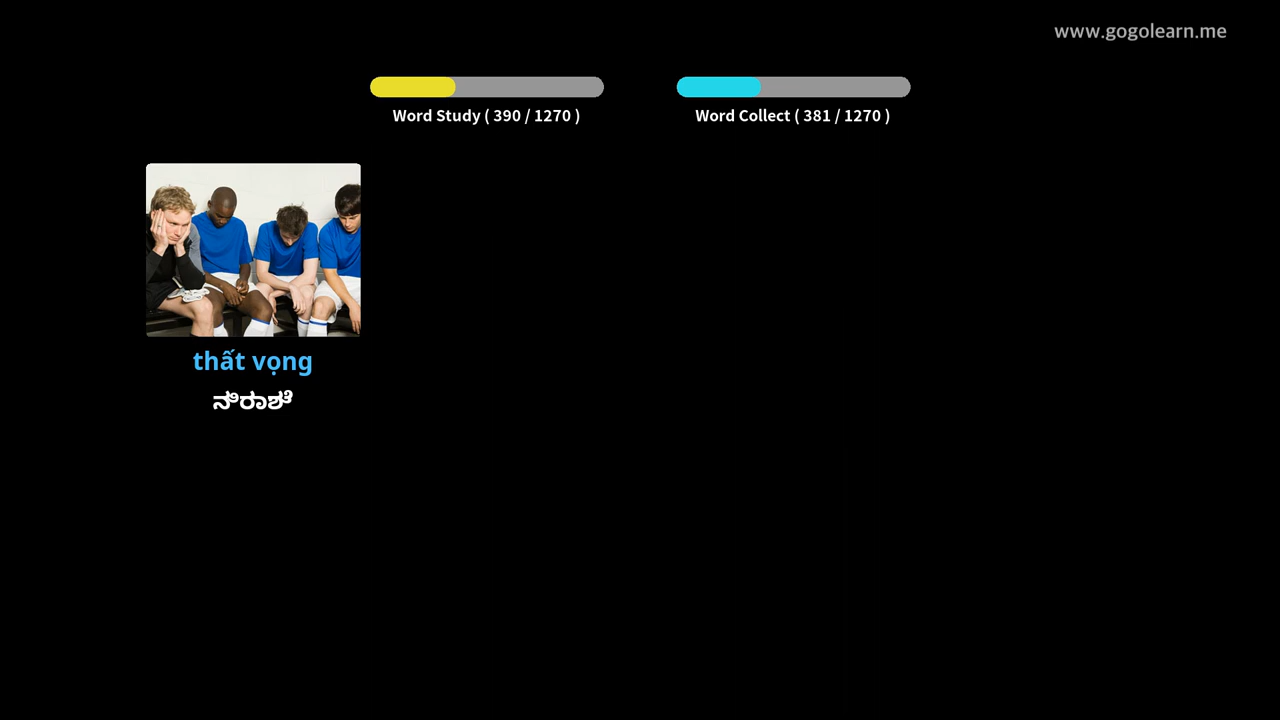 www.gogolearn.me
Word Study ( 390 / 1270 )
Word Collect ( 381 / 1270 )
thất vọng
ನಿರಾಶೆ